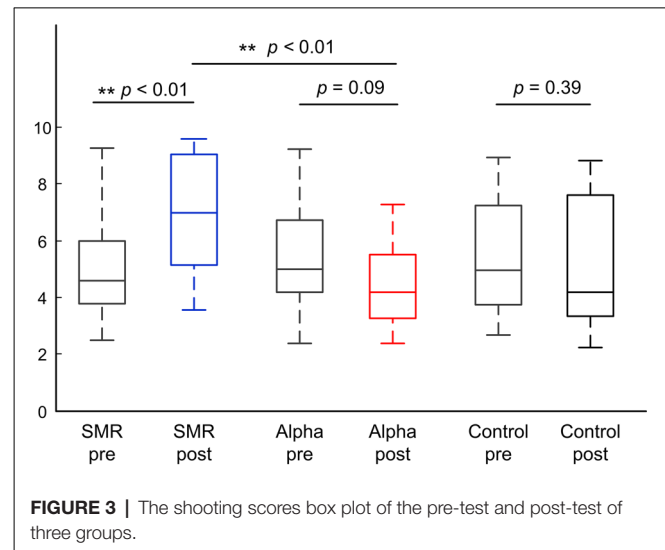 ** p < 0.01
** p < 0.01
p = 0.09
p = 0.39
10
8
6
4
2
0
SMR pre
SMR post
Alpha pre
Alpha post
Control pre
Control post
FIGURE 3 | The shooting scores box plot of the pre-test and post-test of
three groups.